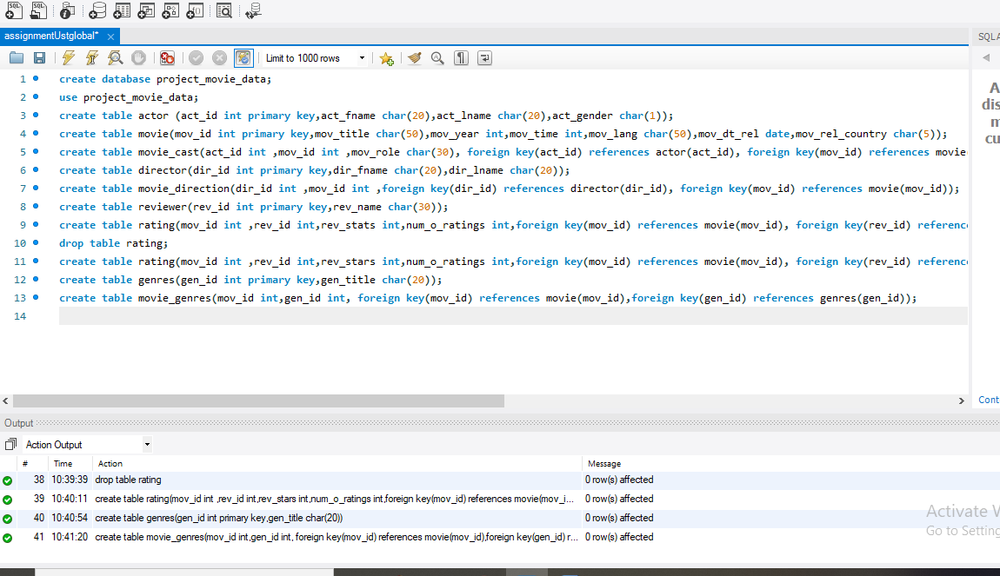 SQL SQL
assignmentUstglobal* ×
SQLA
Limit to 1000 rows
1 create database project_movie_data;
2 use project_movie_data;
3 create table actor (act_id int primary key,act_fname char(20),act_lname char(20),act_gender char(1));
4 create table movie(mov_id int primary key,mov_title char(50),mov_year int,mov_time int,mov_lang char(50),mov_dt_rel date,mov_rel_country char(5));
5 create table movie_cast(act_id int ,mov_id int ,mov_role char(30), foreign key(act_id) references actor(act_id), foreign key(mov_id) references movie
6 create table director(dir_id int primary key,dir_fname char(20),dir_lname char(20));
7 create table movie_direction(dir_id int ,mov_id int ,foreign key(dir_id) references director(dir_id), foreign key(mov_id) references movie(mov_id));
8 create table reviewer(rev_id int primary key,rev_name char(30));
9 create table rating(mov_id int ,rev_id int,rev_stats int,num_o_ratings int,foreign key(mov_id) references movie(mov_id), foreign key(rev_id) referenc
10 drop table rating;
11 create table rating(mov_id int ,rev_id int,rev_stars int,num_o_ratings int,foreign key(mov_id) references movie(mov_id), foreign key(rev_id) referenc
12 create table genres(gen_id int primary key,gen_title char(20));
13 create table movie_genres(mov_id int,gen_id int, foreign key(mov_id) references movie(mov_id),foreign key(gen_id) references genres(gen_id));
14
A
dis
m
cu
Cont
Output
Action Output
# Time Action Message
38 10:39:39 drop table rating 0 row(s) affected
39 10:40:11 create table rating(mov_id int ,rev_id int,rev_stars int,num_o_ratings int,foreign key(mov_id) references movie(mov_i... 0 row(s) affected
40 10:40:54 create table genres(gen_id int primary key,gen_title char(20)) 0 row(s) affected
41 10:41:20 create table movie_genres(mov_id int,gen_id int, foreign key(mov_id) references movie(mov_id),foreign key(gen_id) r... 0 row(s) affected
Activate W
Go to Setting